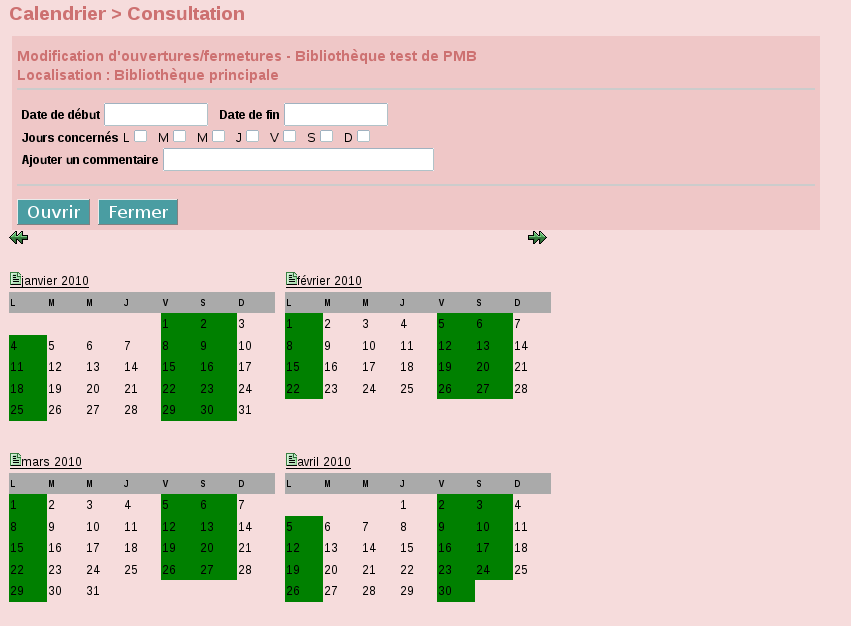 Calendrier > Consultation
Modification d'ouvertures/fermetures - Bibliothèque test de PMB
Localisation : Bibliothèque principale
Date de début Date de fin
Jours concernés L M M J V S D
Ajouter un commentaire
Ouvrir Fermer
janvier 2010
L M M J V S D
1 2 3
4 5 6 7 8 9 10
11 12 13 14 15 16 17
18 19 20 21 22 23 24
25 26 27 28 29 30 31
février 2010
L M M J V S D
1 2 3 4 5 6 7
8 9 10 11 12 13 14
15 16 17 18 19 20 21
22 23 24 25 26 27 28
mars 2010
L M M J V S D
1 2 3 4 5 6 7
8 9 10 11 12 13 14
15 16 17 18 19 20 21
22 23 24 25 26 27 28
29 30 31
avril 2010
L M M J V S D
1 2 3 4
5 6 7 8 9 10 11
12 13 14 15 16 17 18
19 20 21 22 23 24 25
26 27 28 29 30